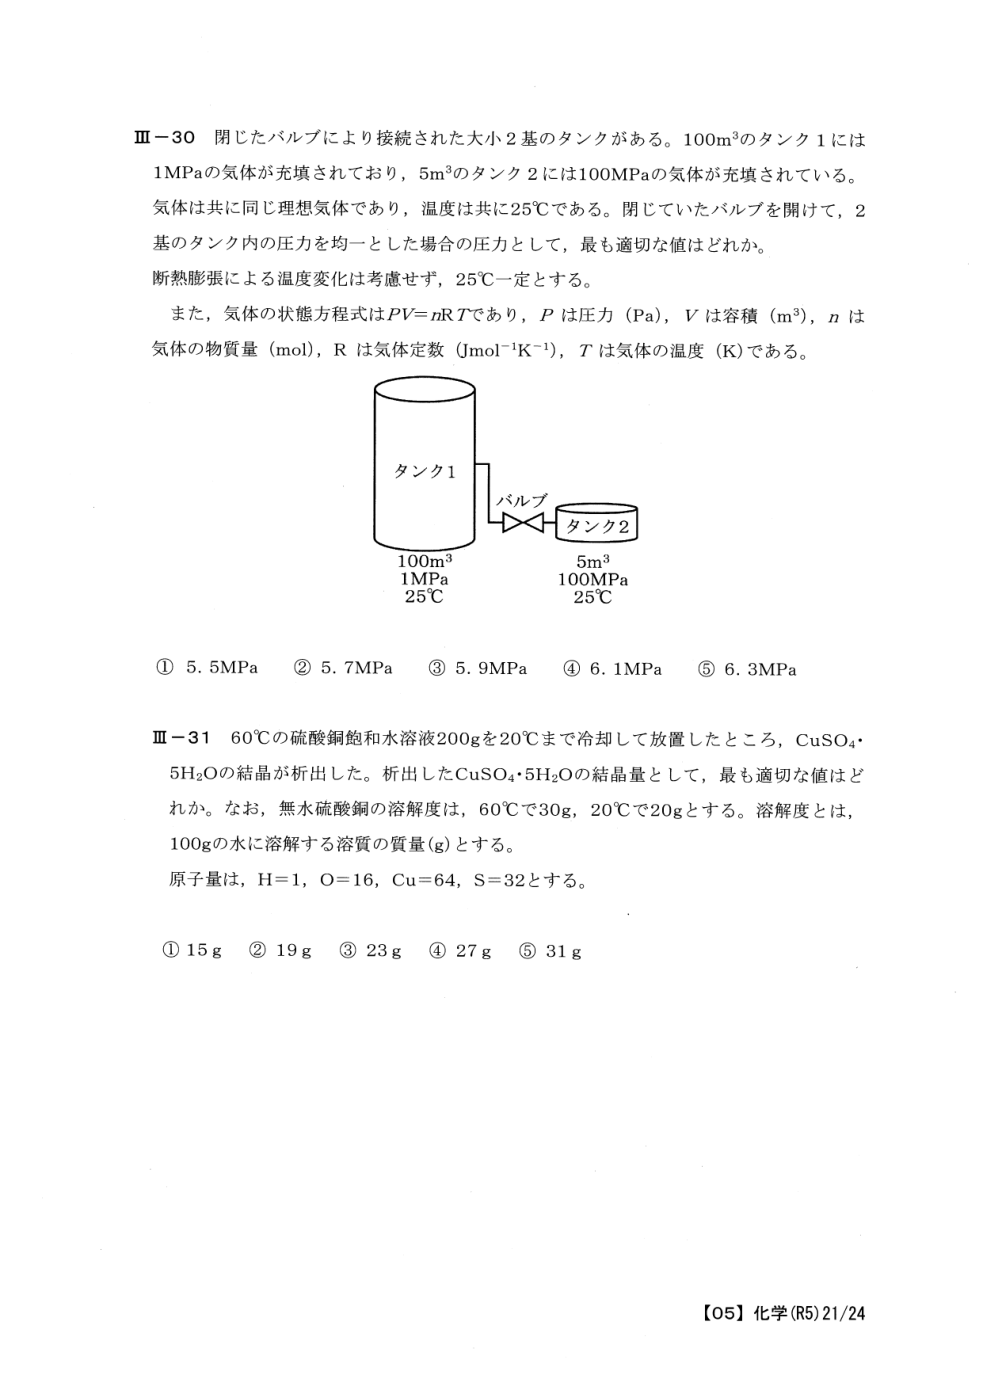 Ⅲ－30　閉じたバルブにより接続された大小2基のタンクがある。100m³のタンク1には
1MPaの気体が充填されており，5m³のタンク2には100MPaの気体が充填されている。
気体は共に同じ理想気体であり，温度は共に25℃である。閉じていたバルブを開けて，2
基のタンク内の圧力を均一とした場合の圧力として，最も適切な値はどれか。
断熱膨張による温度変化は考慮せず，25℃一定とする。
また，気体の状態方程式はPV=nRTであり，P は圧力（Pa），V は容積（m³），n は
気体の物質量（mol），R は気体定数（Jmol⁻¹K⁻¹），T は気体の温度（K）である。
タンク1
バルブ
タンク2
100m³
1MPa
25℃
5m³
100MPa
25℃
① 5.5MPa　② 5.7MPa　③ 5.9MPa　④ 6.1MPa　⑤ 6.3MPa
Ⅲ－31　60℃の硫酸銅飽和水溶液200gを20℃まで冷却して放置したところ，CuSO₄・
5H₂Oの結晶が析出した。析出したCuSO₄・5H₂Oの結晶量として，最も適切な値はど
れか。なお，無水硫酸銅の溶解度は，60℃で30g，20℃で20gとする。溶解度とは，
100gの水に溶解する溶質の質量(g)とする。
原子量は，H=1，O=16，Cu=64，S=32とする。
① 15g　② 19g　③ 23g　④ 27g　⑤ 31g
【05】化学(R5)21/24